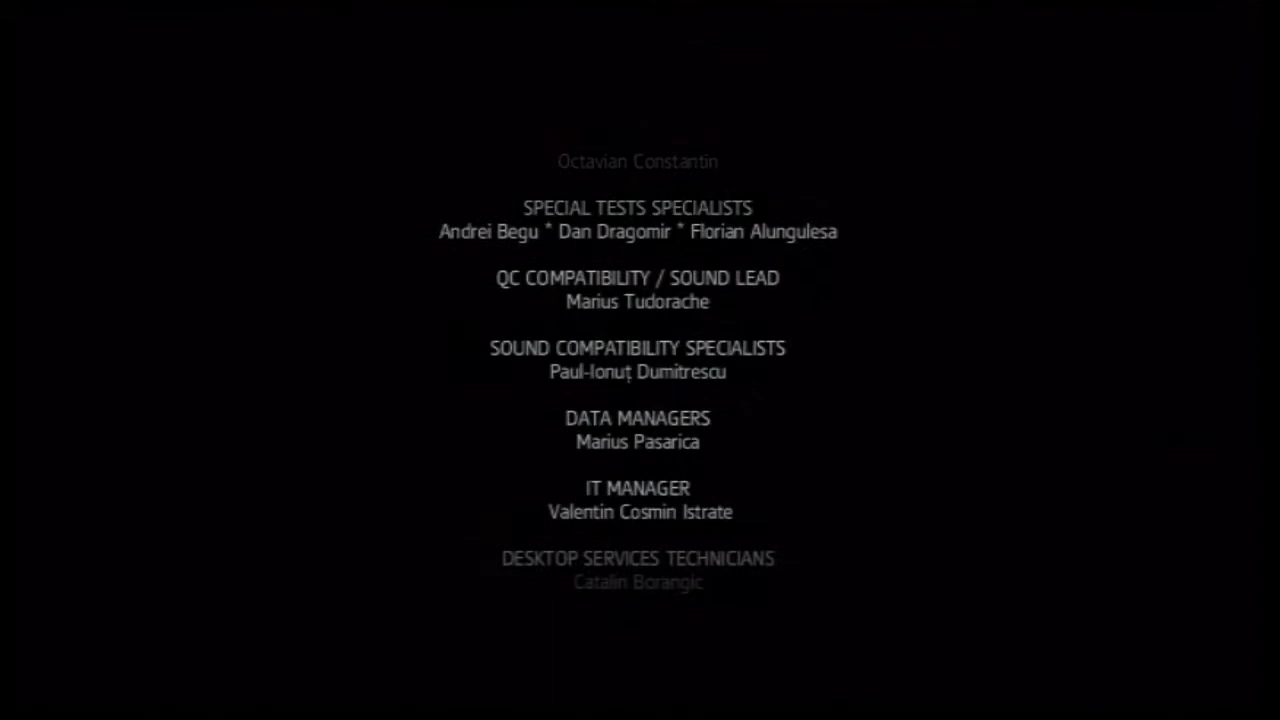 Octavian Constantin
SPECIAL TESTS SPECIALISTS
Andrei Begu * Dan Dragomir * Florian Alungulesa
QC COMPATIBILITY / SOUND LEAD
Marius Tudorache
SOUND COMPATIBILITY SPECIALISTS
Paul-Ionuț Dumitrescu
DATA MANAGERS
Marius Pasarica
IT MANAGER
Valentin Cosmin Istrate
DESKTOP SERVICES TECHNICIANS
Catalin Borangic